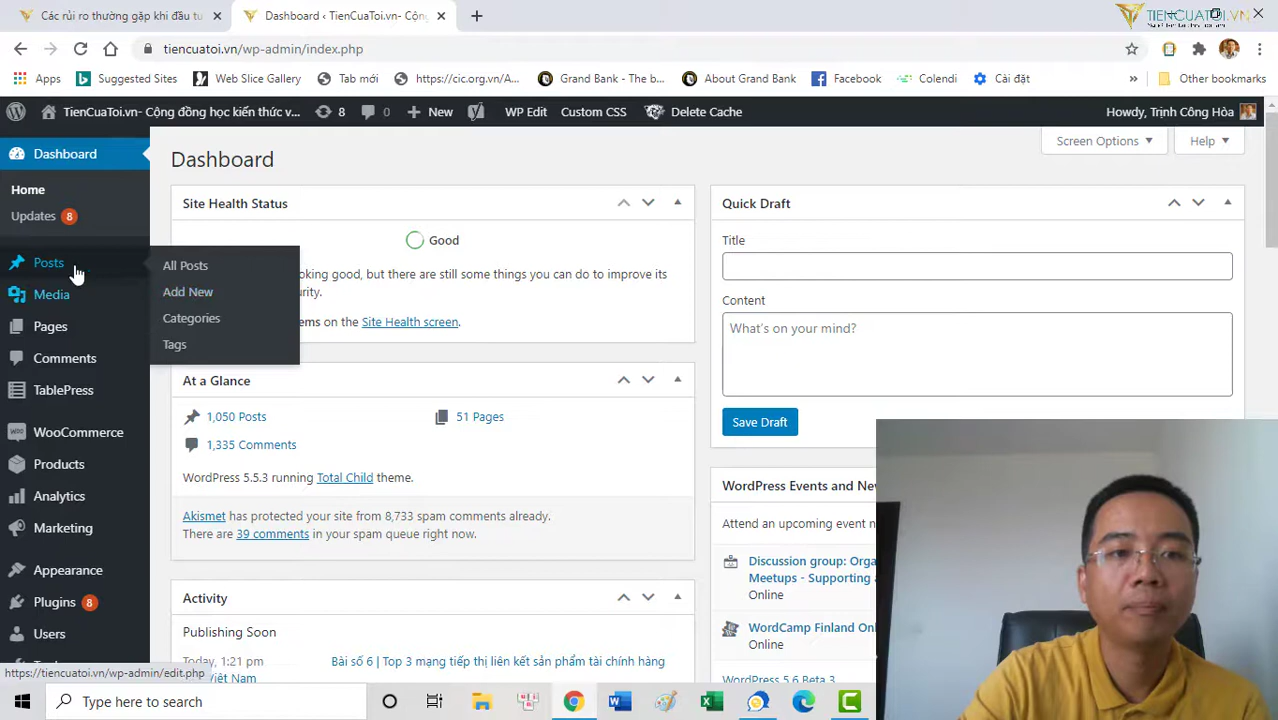 Các rủi ro thường gặp khi đầu tư
Dashboard ‹ TienCuaToi.vn- Cộng
TIENCUATOI.VN
tiencuatoi.vn/wp-admin/index.php
Apps
Suggested Sites
Web Slice Gallery
Tab mới
https://cic.org.vn/A...
Grand Bank - The b...
About Grand Bank
Facebook
Colendi
Cài đặt
»
Other bookmarks
TienCuaToi.vn- Cộng đồng học kiến thức v...
8
0
New
WP Edit
Custom CSS
Delete Cache
Howdy, Trịnh Công Hòa
Dashboard
Home
Updates 8
Posts
Media
Pages
Comments
TablePress
WooCommerce
Products
Analytics
Marketing
Appearance
Plugins 8
Users
All Posts
Add New
Categories
Tags
Dashboard
Screen Options
Help
Site Health Status
Good
oking good, but there are still some things you can do to improve its
urity.
ems on the Site Health screen.
At a Glance
1,050 Posts
51 Pages
1,335 Comments
WordPress 5.5.3 running Total Child theme.
Akismet has protected your site from 8,733 spam comments already.
There are 39 comments in your spam queue right now.
Activity
Publishing Soon
Today, 1:21 pm
Bài số 6 | Top 3 mạng tiếp thị liên kết sản phẩm tài chính hàng
Việt Nam
Quick Draft
Title
Content
What's on your mind?
Save Draft
WordPress Events and New
Attend an upcoming event n
Discussion group: Orga
Meetups - Supporting a
Online
WordCamp Finland Onl
Online
WordPress 5.6 Beta 3
https://tiencuatoi.vn/wp-admin/edit.php
Type here to search